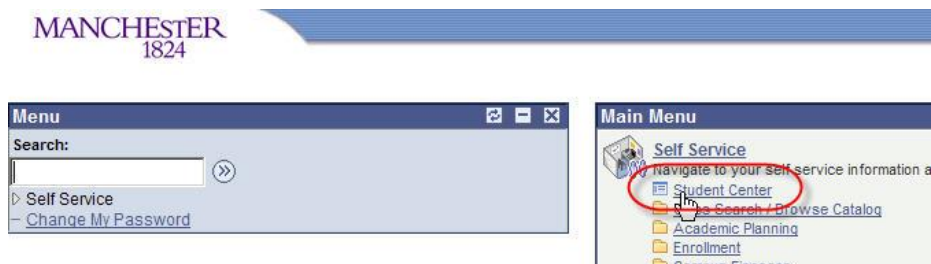 MANCHESTER
1824
Menu
Search:
Self Service
Change My Password
Main Menu
Self Service
Navigate to your self service information a
Student Center
Search / Browse Catalog
Academic Planning
Enrollment